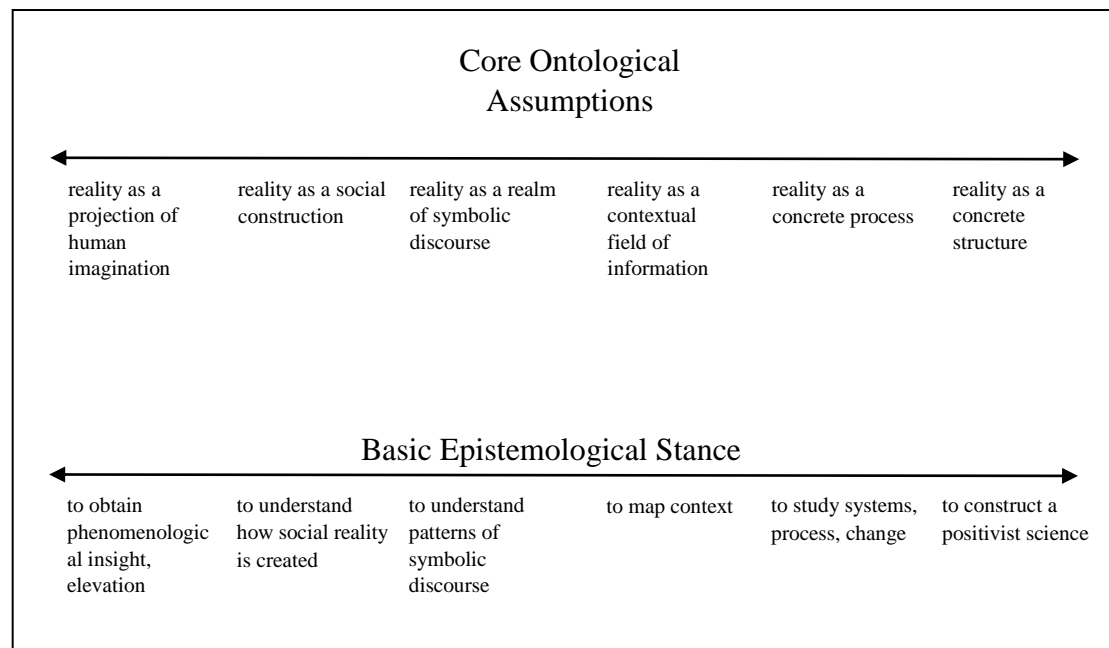 Core Ontological
Assumptions
reality as a
projection of
human
imagination
reality as a social
construction
reality as a realm
of symbolic
discourse
reality as a
contextual
field of
information
reality as a
concrete process
reality as a
concrete
structure
Basic Epistemological Stance
to obtain
phenomenologic
al insight,
elevation
to understand
how social reality
is created
to understand
patterns of
symbolic
discourse
to map context
to study systems,
process, change
to construct a
positivist science